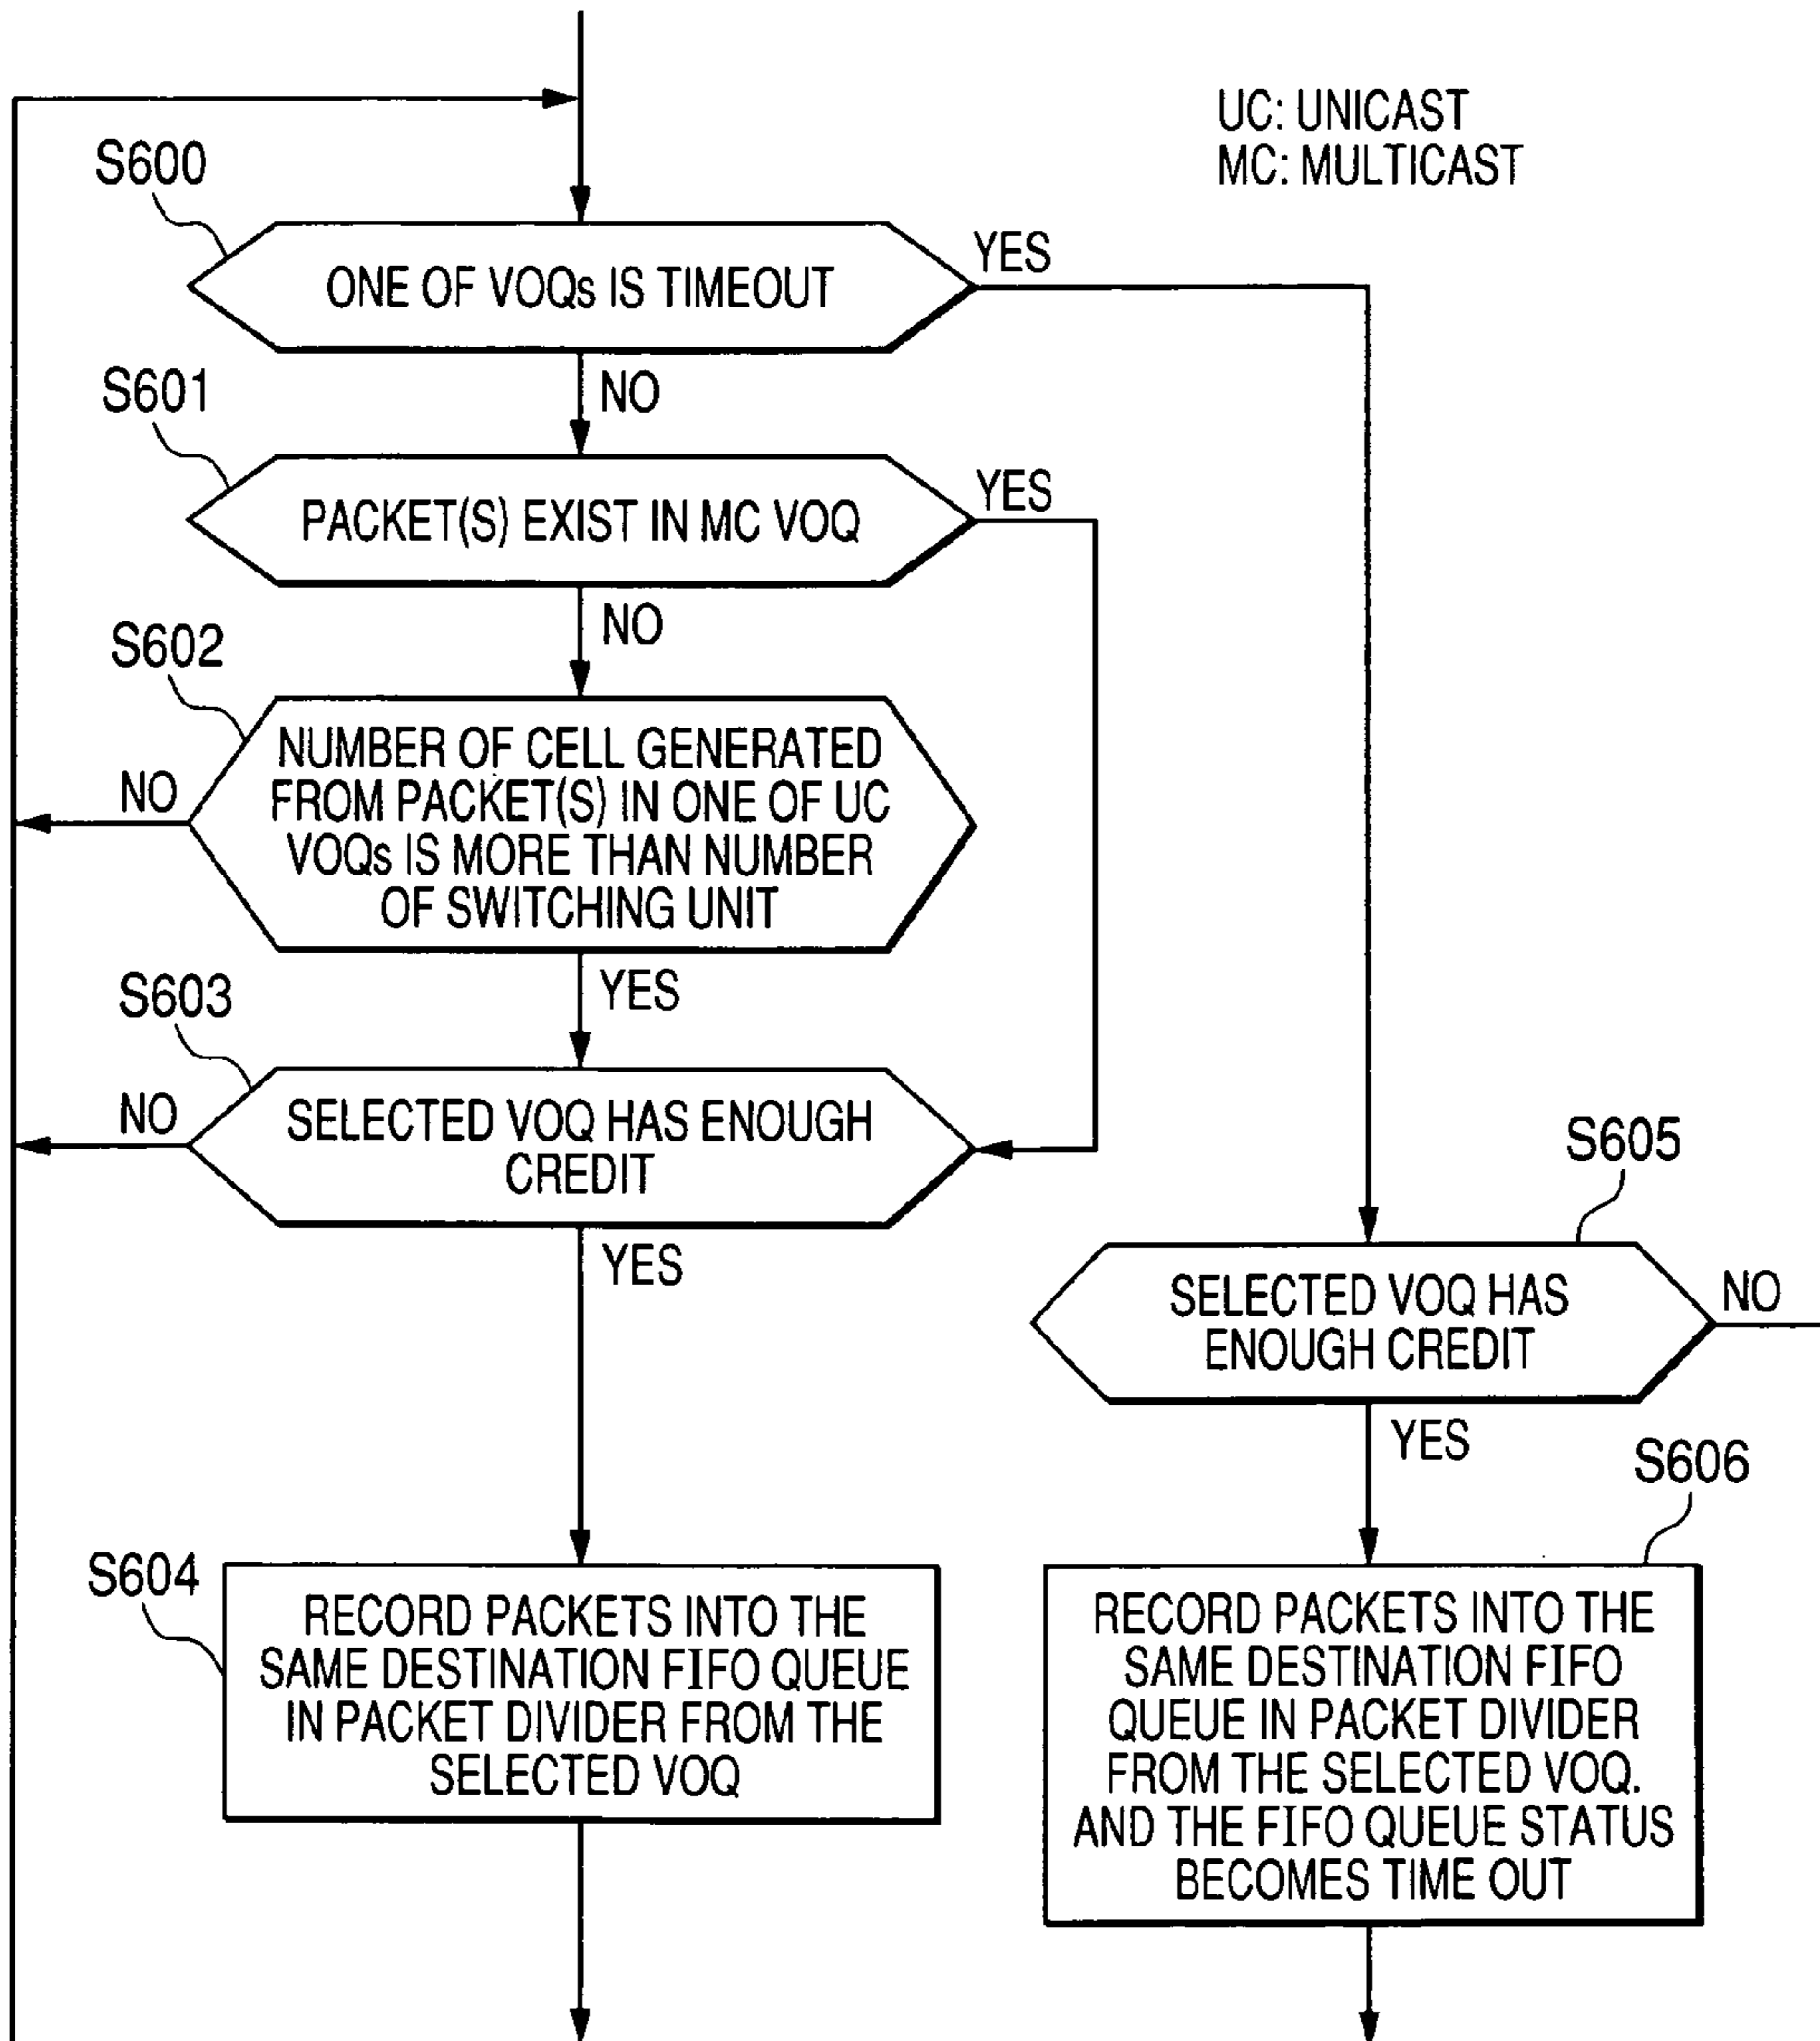 UC: UNICAST
MC: MULTICAST
S600
ONE OF VOQs IS TIMEOUT
YES
NO
S601
PACKET(S) EXIST IN MC VOQ
YES
NO
S602
NUMBER OF CELL GENERATED
FROM PACKET(S) IN ONE OF UC
VOQs IS MORE THAN NUMBER
OF SWITCHING UNIT
NO
YES
S603
SELECTED VOQ HAS ENOUGH
CREDIT
NO
YES
S605
SELECTED VOQ HAS
ENOUGH CREDIT
NO
YES
S604
RECORD PACKETS INTO THE
SAME DESTINATION FIFO QUEUE
IN PACKET DIVIDER FROM THE
SELECTED VOQ
S606
RECORD PACKETS INTO THE
SAME DESTINATION FIFO
QUEUE IN PACKET DIVIDER
FROM THE SELECTED VOQ.
AND THE FIFO QUEUE STATUS
BECOMES TIME OUT